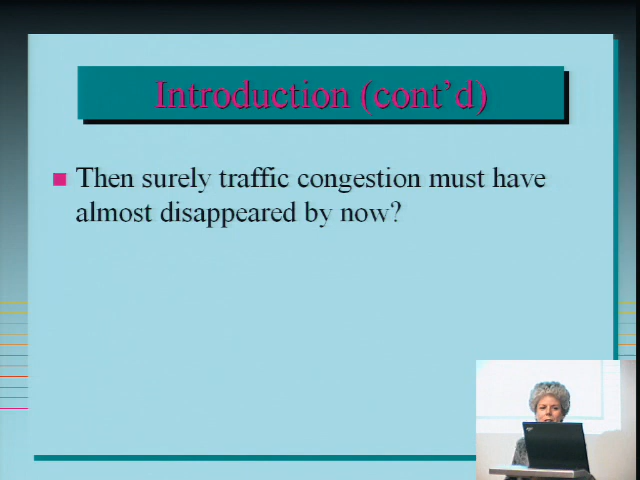 Introduction (cont'd)
Then surely traffic congestion must have
almost disappeared by now?